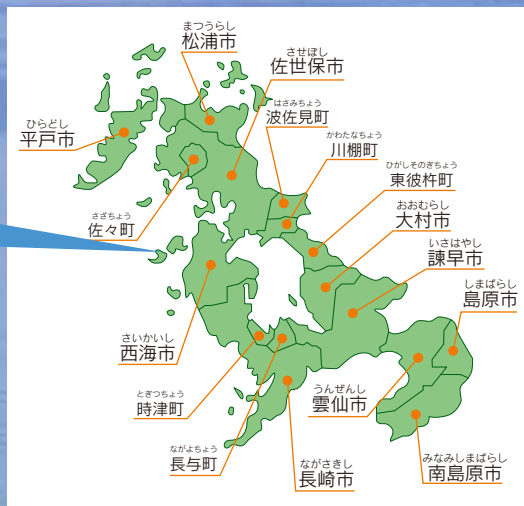 まつうらし
松浦市
させぼし
佐世保市
はさみちょう
波佐見町
かわたなちょう
川棚町
ひらどし
平戸市
ひがしそのぎちょう
東彼杵町
おおむらし
大村市
さざちょう
佐々町
いさはやし
諫早市
しまばらし
島原市
さいかいし
西海市
とぎつちょう
時津町
うんぜんし
雲仙市
ながよちょう
長与町
ながさきし
長崎市
みなみしまばらし
南島原市